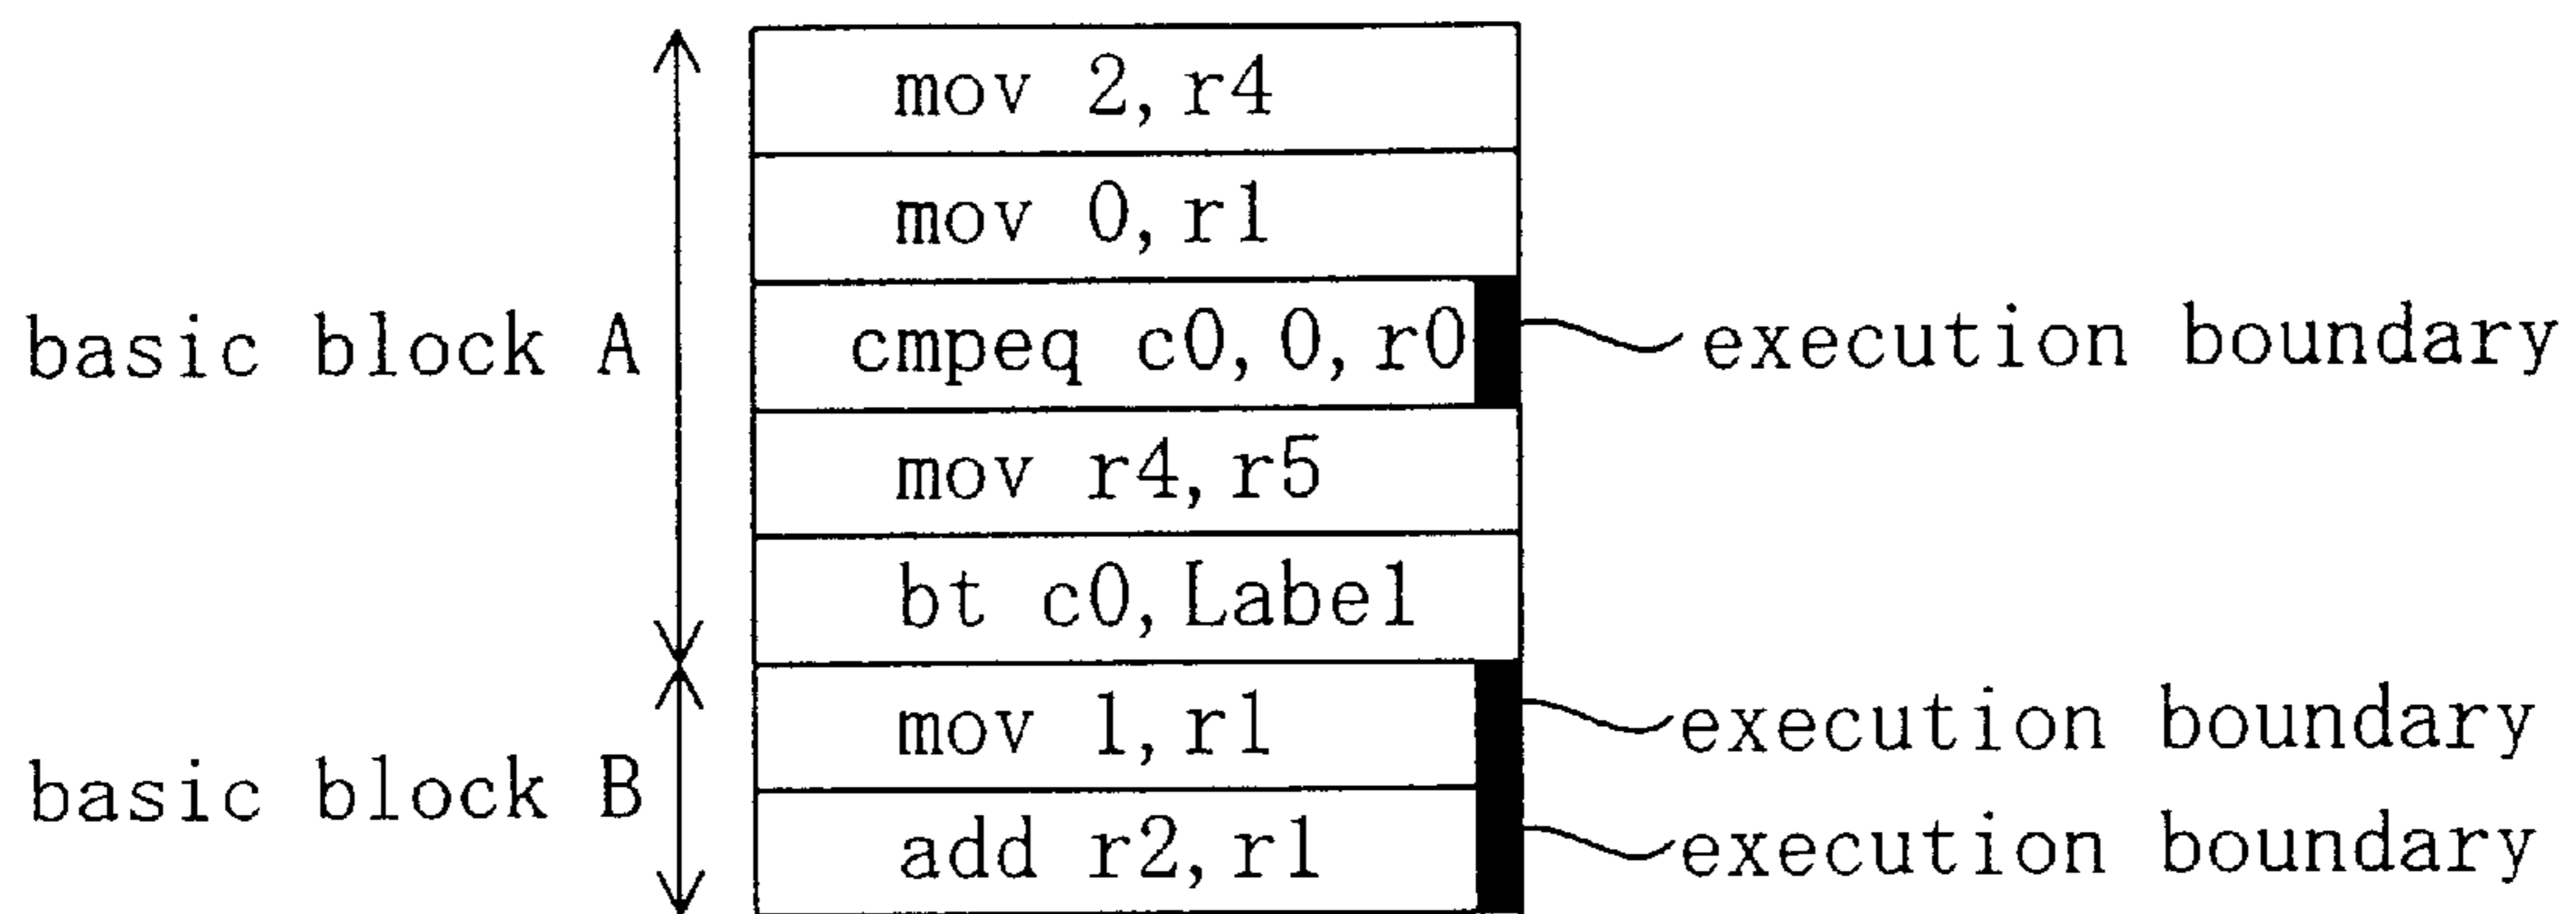 mov 2,r4
mov 0,r1
basic block A
cmpeq c0,0,r0
execution boundary
mov r4,r5
bt c0,Label
mov 1,r1
execution boundary
basic block B
add r2,r1
execution boundary